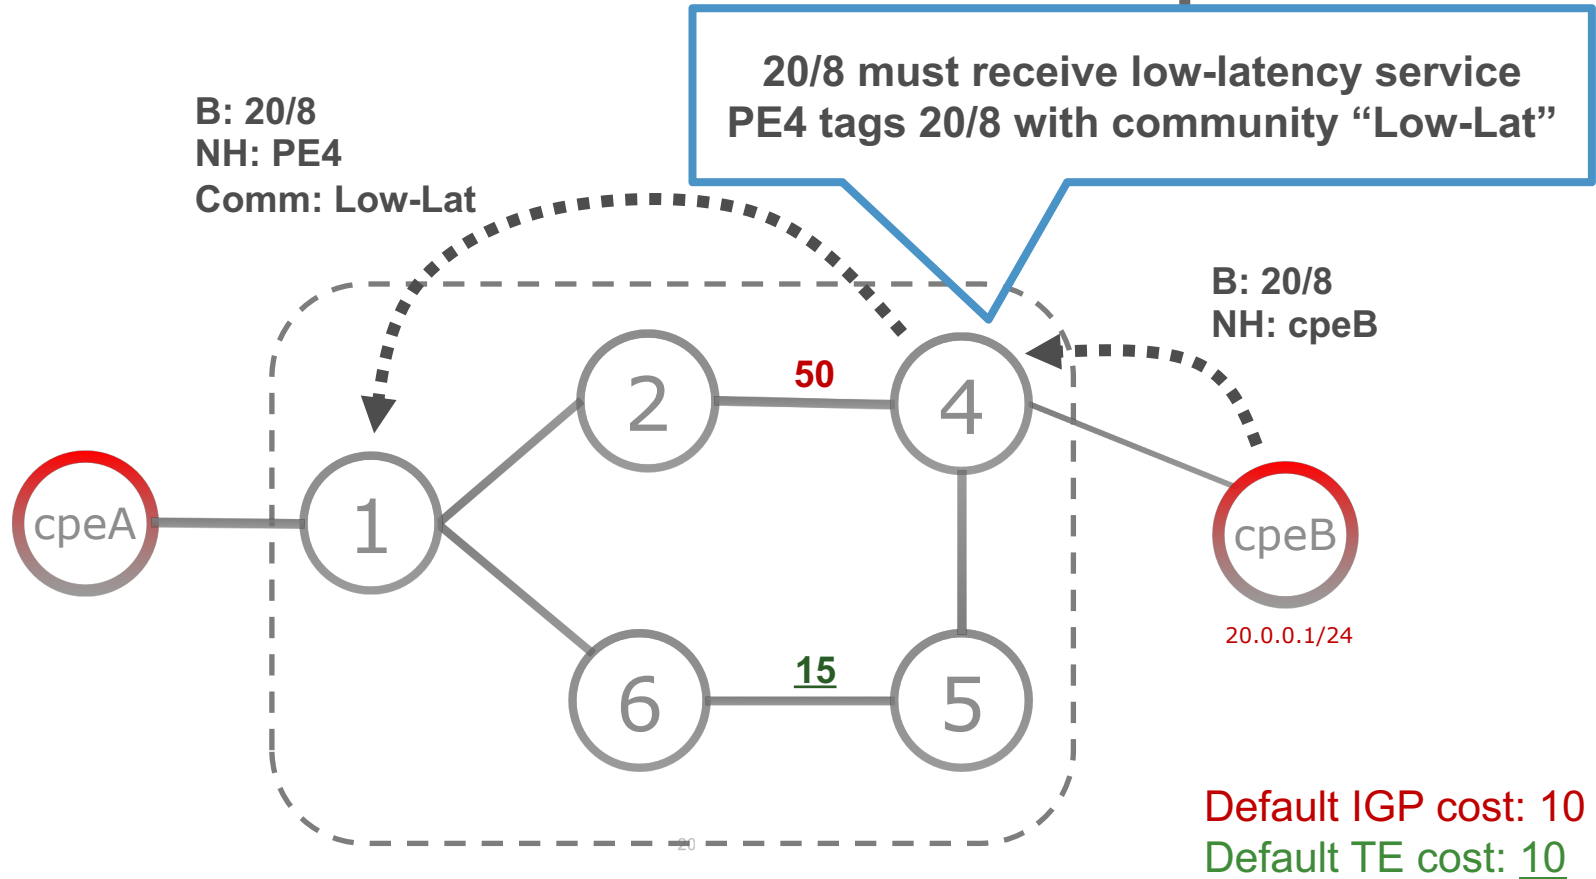 20/8 must receive low-latency service
PE4 tags 20/8 with community “Low-Lat”
B: 20/8
NH: PE4
Comm: Low-Lat
B: 20/8
NH: cpeB
50
2
4
cpeA
1
cpeB
20.0.0.1/24
15
6
5
Default IGP cost: 10
Default TE cost: 10
20